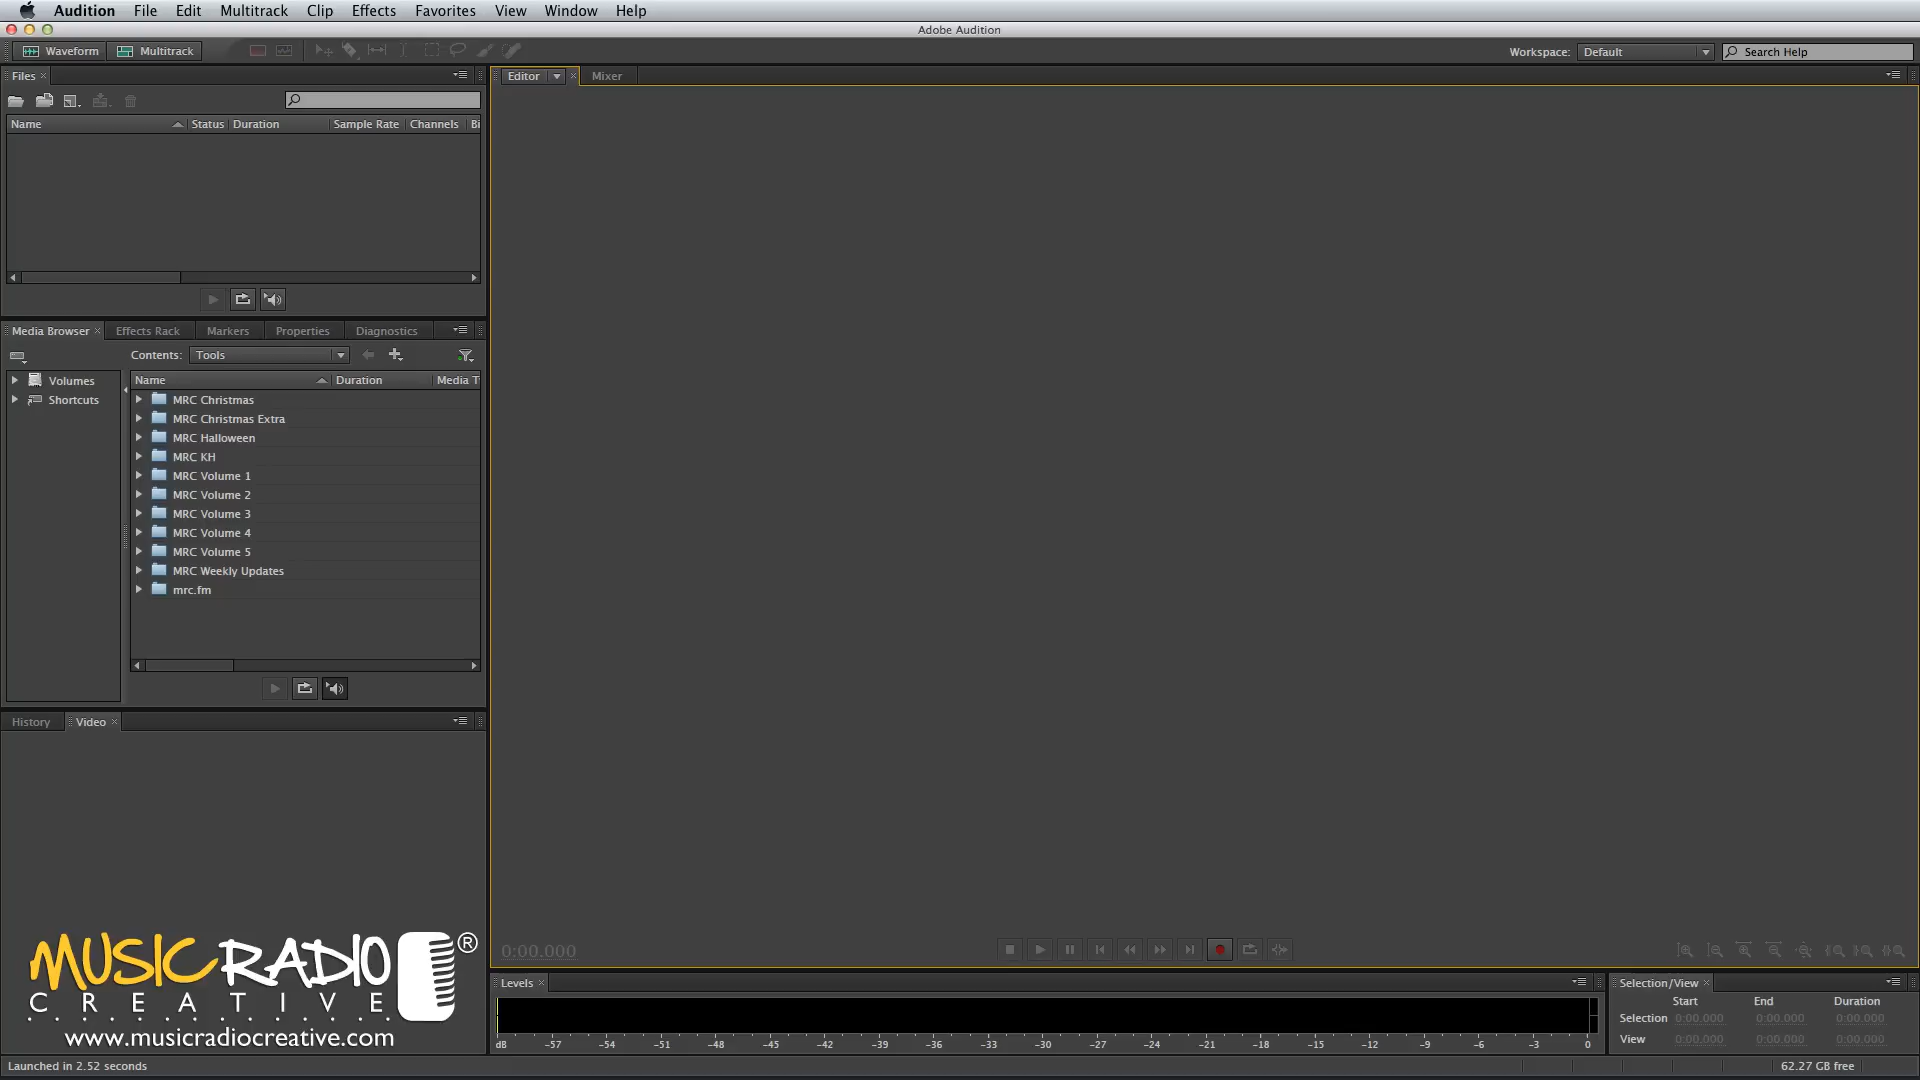 Audition File Edit Multitrack Clip Effects Favorites View Window Help
Adobe Audition
Waveform Multitrack Workspace: Default Search Help
Files
Name Status Duration Sample Rate Channels Bi
Editor Mixer
Media Browser Effects Rack Markers Properties Diagnostics
Contents: Tools
Volumes
Shortcuts
Name Duration Media T
MRC Christmas
MRC Christmas Extra
MRC Halloween
MRC KH
MRC Volume 1
MRC Volume 2
MRC Volume 3
MRC Volume 4
MRC Volume 5
MRC Weekly Updates
mrc.fm
History Video
MUSIC RADIO ®
CREATIVE
www.musicradiocreative.com
0:00.000
Levels
dB -57 -54 -51 -48 -45 -42 -39 -36 -33 -30 -27 -24 -21 -18 -15 -12 -9 -6 -3 0
Selection/View
Start End Duration
Selection 0:00.000 0:00.000 0:00.000
View 0:00.000 0:00.000 0:00.000
Launched in 2.52 seconds
62.27 GB free